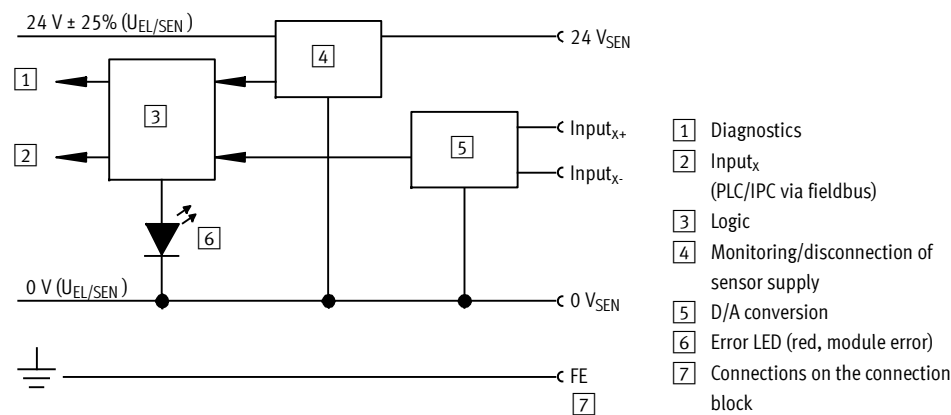 24 V ± 25% (UEL/SEN)
4
24 VSEN
1
3
2
5
Inputx+
Inputx-
6
0 V (UEL/SEN)
0 VSEN
FE
7
1 Diagnostics
2 Inputx
(PLC/IPC via fieldbus)
3 Logic
4 Monitoring/disconnection of
sensor supply
5 D/A conversion
6 Error LED (red, module error)
7 Connections on the connection
block